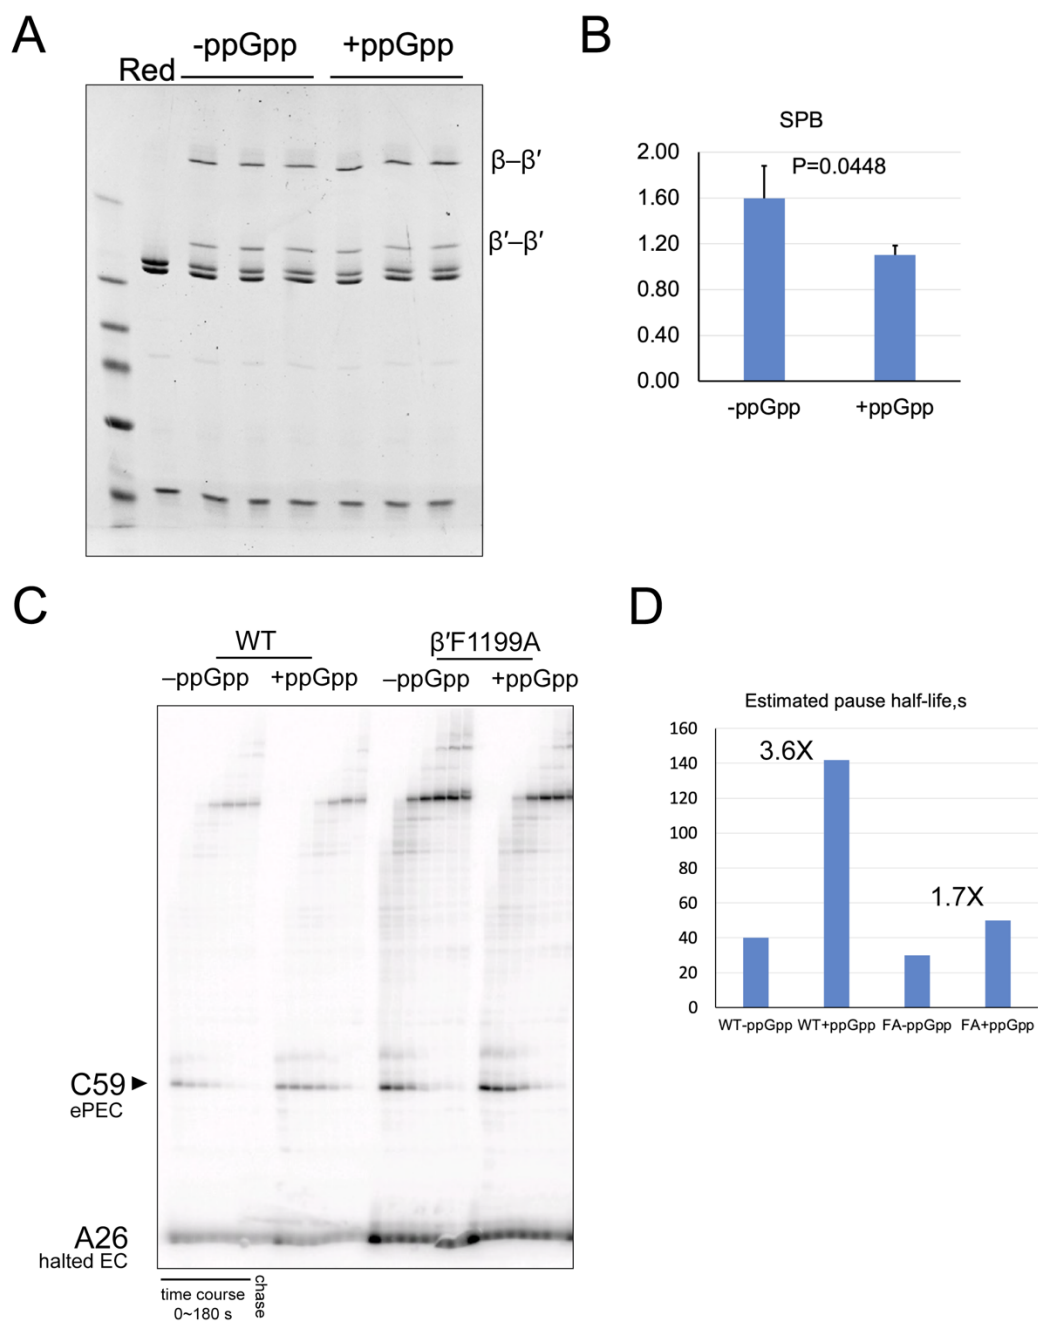 A
-ppGpp +ppGpp
Red
β–β′
β′–β′
B
SPB
2.00
P=0.0448
1.60
1.20
0.80
0.40
0.00
-ppGpp +ppGpp
C
WT β′F1199A
–ppGpp +ppGpp –ppGpp +ppGpp
C59
ePEC
A26
halted EC
time course
0~180 s
chase
D
Estimated pause half-life,s
160
3.6X
140
120
100
80
1.7X
60
40
20
0
WT-ppGpp WT+ppGpp FA-ppGpp FA+ppGpp